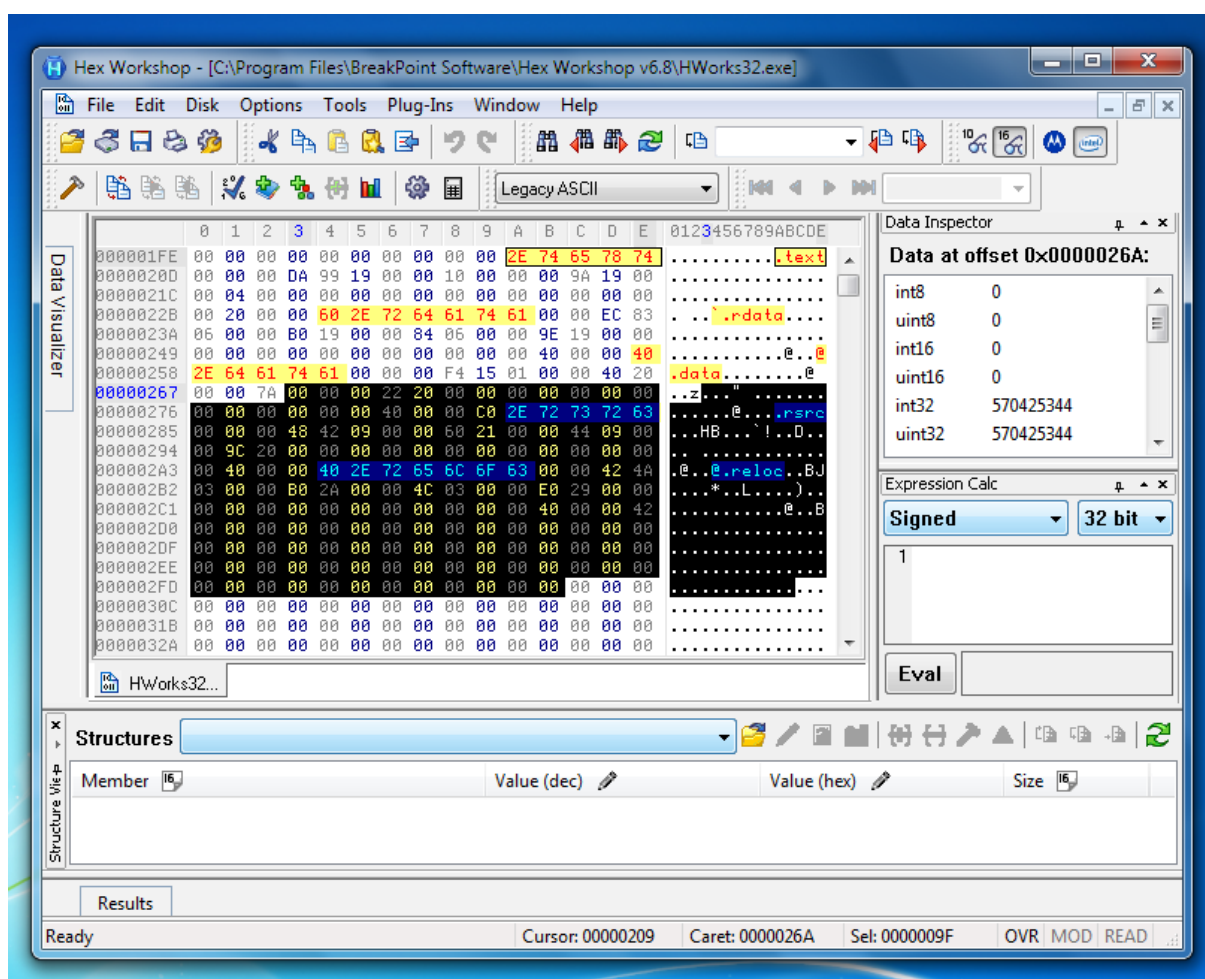 Hex Workshop - [C:\Program Files\BreakPoint Software\Hex Workshop v6.8\HWorks32.exe]
File Edit Disk Options Tools Plug-Ins Window Help
10 16 intel
Legacy ASCII
Data Visualizer
0 1 2 3 4 5 6 7 8 9 A B C D E 0123456789ABCDE
000001FE 00 00 00 00 00 00 00 00 00 00 2E 74 65 78 74 ...........text
0000020D 00 00 00 DA 99 19 00 00 10 00 00 00 9A 19 00 ...............
0000021C 00 04 00 00 00 00 00 00 00 00 00 00 00 00 00 ...............
0000022B 00 20 00 00 60 2E 72 64 61 74 61 00 00 EC 83 . ..`.rdata....
0000023A 06 00 00 B0 19 00 00 84 06 00 00 9E 19 00 00 ...............
00000249 00 00 00 00 00 00 00 00 00 00 00 40 00 00 40 ...........@..@
00000258 2E 64 61 74 61 00 00 00 F4 15 01 00 00 40 20 .data........@
00000267 00 00 7A 00 00 00 22 20 00 00 00 00 00 00 00 ..z..." ........
00000276 00 00 00 00 00 00 40 00 00 C0 2E 72 73 72 63 ......@....rsrc
00000285 00 00 00 48 42 09 00 00 60 21 00 00 44 09 00 ...HB...`!..D..
00000294 00 9C 20 00 00 00 00 00 00 00 00 00 00 00 00 .. ............
000002A3 00 40 00 00 40 2E 72 65 6C 6F 63 00 00 42 4A .@..@.reloc..BJ
000002B2 03 00 00 B0 2A 00 00 4C 03 00 00 E0 29 00 00 ....*..L....)..
000002C1 00 00 00 00 00 00 00 00 00 00 00 40 00 00 42 ...........@..B
000002D0 00 00 00 00 00 00 00 00 00 00 00 00 00 00 00 ...............
000002DF 00 00 00 00 00 00 00 00 00 00 00 00 00 00 00 ...............
000002EE 00 00 00 00 00 00 00 00 00 00 00 00 00 00 00 ...............
000002FD 00 00 00 00 00 00 00 00 00 00 00 00 00 00 00 ...............
0000030C 00 00 00 00 00 00 00 00 00 00 00 00 00 00 00 ...............
0000031B 00 00 00 00 00 00 00 00 00 00 00 00 00 00 00 ...............
0000032A 00 00 00 00 00 00 00 00 00 00 00 00 00 00 00 ...............
HWorks32...
Data Inspector
Data at offset 0x0000026A:
int8 0
uint8 0
int16 0
uint16 0
int32 570425344
uint32 570425344
Expression Calc
Signed 32 bit
1
Eval
Structure View
Structures
Member 16 Value (dec) Value (hex) Size 16
Results
Ready Cursor: 00000209 Caret: 0000026A Sel: 0000009F OVR MOD READ